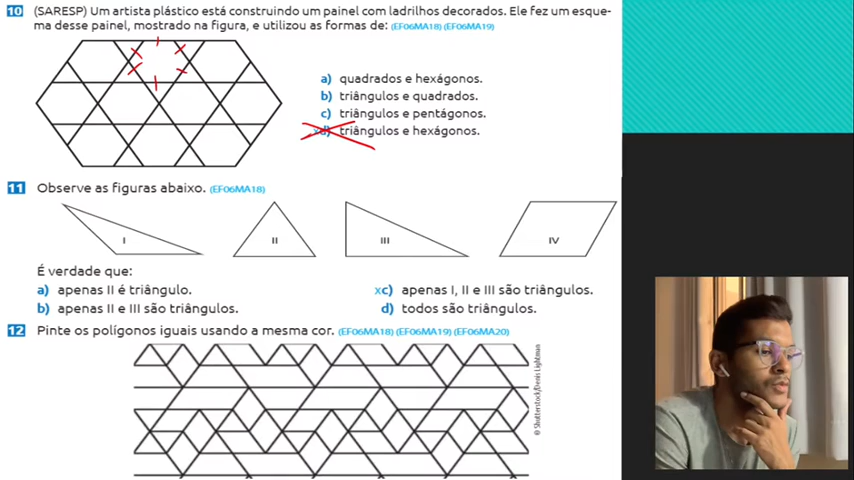 10 (SARESP) Um artista plástico está construindo um painel com ladrilhos decorados. Ele fez um esque-
ma desse painel, mostrado na figura, e utilizou as formas de: (EF06MA18) (EF06MA19)
a) quadrados e hexágonos.
b) triângulos e quadrados.
c) triângulos e pentágonos.
xd) triângulos e hexágonos.
11 Observe as figuras abaixo. (EF06MA18)
I II III IV
É verdade que:
a) apenas II é triângulo.
b) apenas II e III são triângulos.
xc) apenas I, II e III são triângulos.
d) todos são triângulos.
12 Pinte os polígonos iguais usando a mesma cor. (EF06MA18) (EF06MA19) (EF06MA20)
© Shutterstock/Denis Lightman